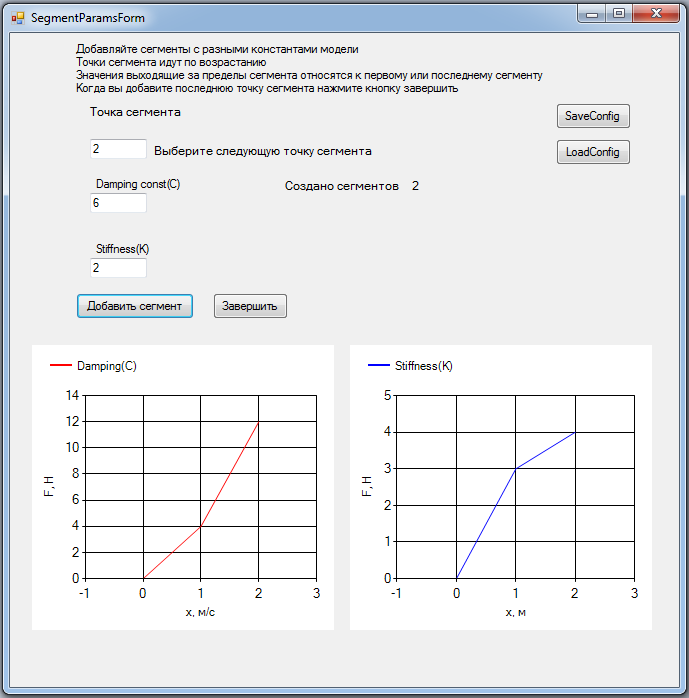 SegmentParamsForm
Добавляйте сегменты с разными константами модели
Точки сегмента идут по возрастанию
Значения выходящие за пределы сегмента относятся к первому или последнему сегменту
Когда вы добавите последнюю точку сегмента нажмите кнопку завершить
Точка сегмента
SaveConfig
2 Выберите следующую точку сегмента
LoadConfig
Damping const(C)
Создано сегментов 2
6
Stiffness(K)
2
Добавить сегмент Завершить
Damping(C)
14
12
10
8
6
4
2
0
F, Н
-1 0 1 2 3
x, м/с
Stiffness(K)
5
4
3
2
1
0
F, Н
-1 0 1 2 3
x, м